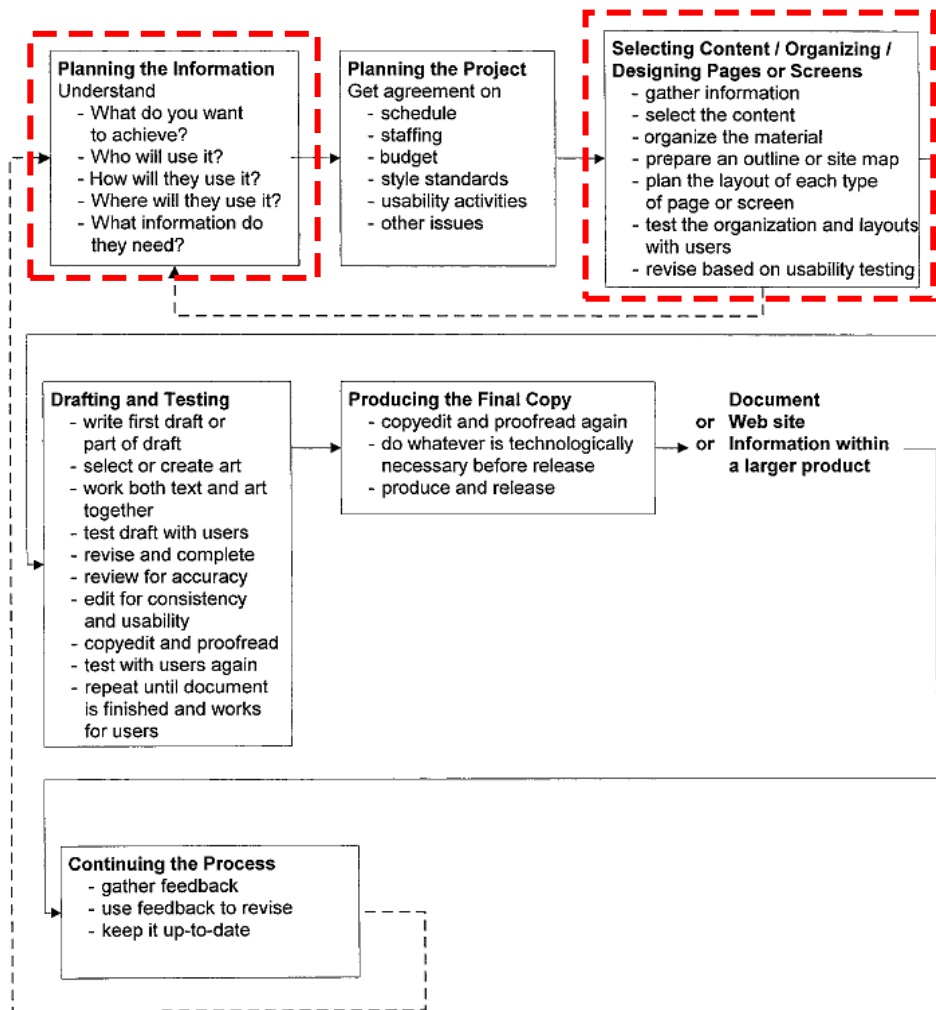 Planning the Information
Understand
- What do you want
to achieve?
- Who will use it?
- How will they use it?
- Where will they use it?
- What information do
they need?
Planning the Project
Get agreement on
- schedule
- staffing
- budget
- style standards
- usability activities
- other issues
Selecting Content / Organizing /
Designing Pages or Screens
- gather information
- select the content
- organize the material
- prepare an outline or site map
- plan the layout of each type
of page or screen
- test the organization and layouts
with users
- revise based on usability testing
Drafting and Testing
- write first draft or
part of draft
- select or create art
- work both text and art
together
- test draft with users
- revise and complete
- review for accuracy
- edit for consistency
and usability
- copyedit and proofread
- test with users again
- repeat until document
is finished and works
for users
Producing the Final Copy
- copyedit and proofread again
- do whatever is technologically
necessary before release
- produce and release
Document
or Web site
or Information within
a larger product
Continuing the Process
- gather feedback
- use feedback to revise
- keep it up-to-date